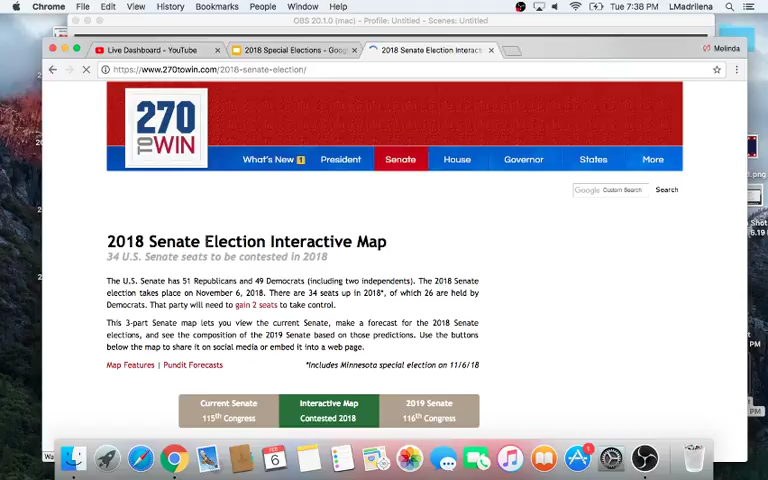 Chrome File Edit View History Bookmarks People Window Help Tue 7:38 PM LMadrilena
OBS 20.1.0 (mac) - Profile: Untitled - Scenes: Untitled
Live Dashboard - YouTube 2018 Special Elections - Goog 2018 Senate Election Interact Melinda
https://www.270towin.com/2018-senate-election/
270
TO WIN
What's New 1 President Senate House Governor States More
Google Custom Search Search
2018 Senate Election Interactive Map
34 U.S. Senate seats to be contested in 2018
The U.S. Senate has 51 Republicans and 49 Democrats (including two independents). The 2018 Senate
election takes place on November 6, 2018. There are 34 seats up in 2018*, of which 26 are held by
Democrats. That party will need to gain 2 seats to take control.
This 3-part Senate map lets you view the current Senate, make a forecast for the 2018 Senate
elections, and see the composition of the 2019 Senate based on those predictions. Use the buttons
below the map to share it on social media or embed it into a web page.
Map Features | Pundit Forecasts *Includes Minnesota special election on 11/6/18
Current Senate Interactive Map 2019 Senate
115th Congress Contested 2018 116th Congress
FEB
6